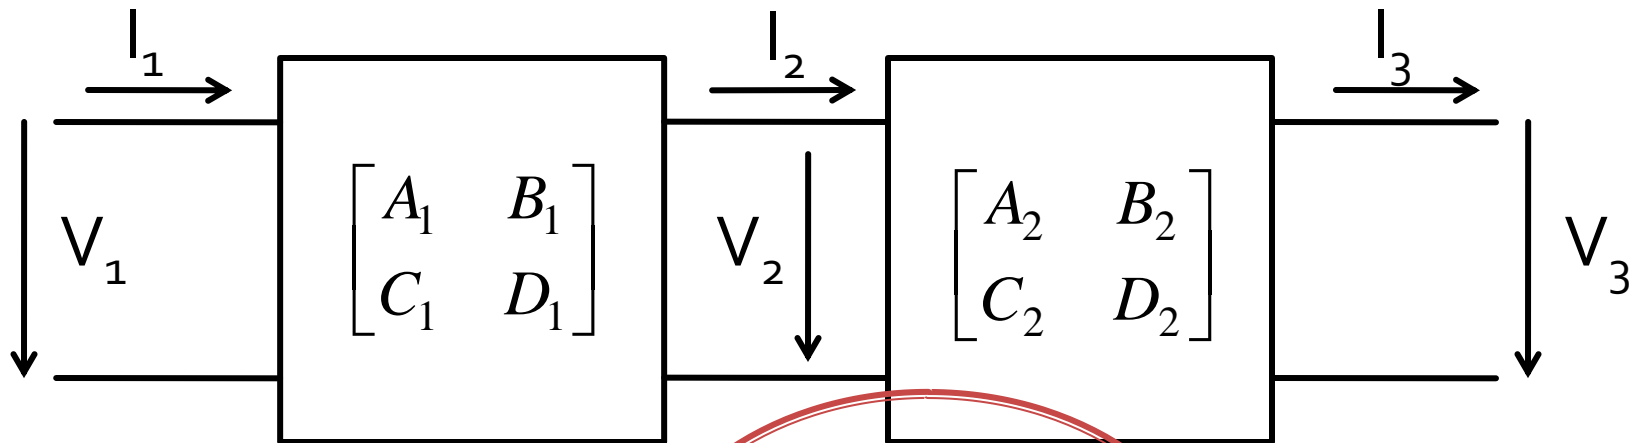 I₁ I₂ I₃
V₁ A₁ B₁ V₂ A₂ B₂ V₃
C₁ D₁ C₂ D₂